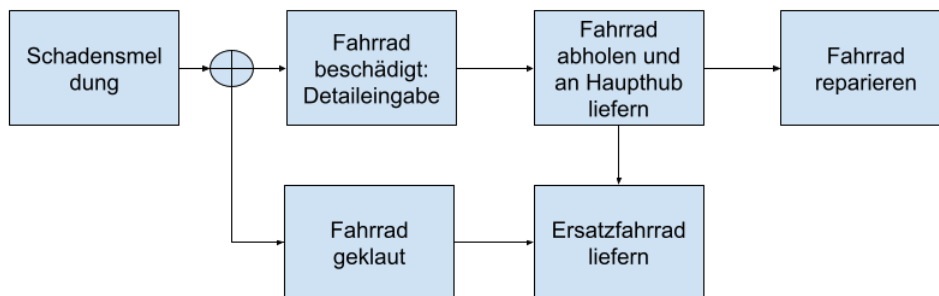 Schadensmel
dung
Fahrrad
beschädigt:
Detaileingabe
Fahrrad
abholen und
an Haupthub
liefern
Fahrrad
reparieren
Fahrrad
geklaut
Ersatzfahrrad
liefern